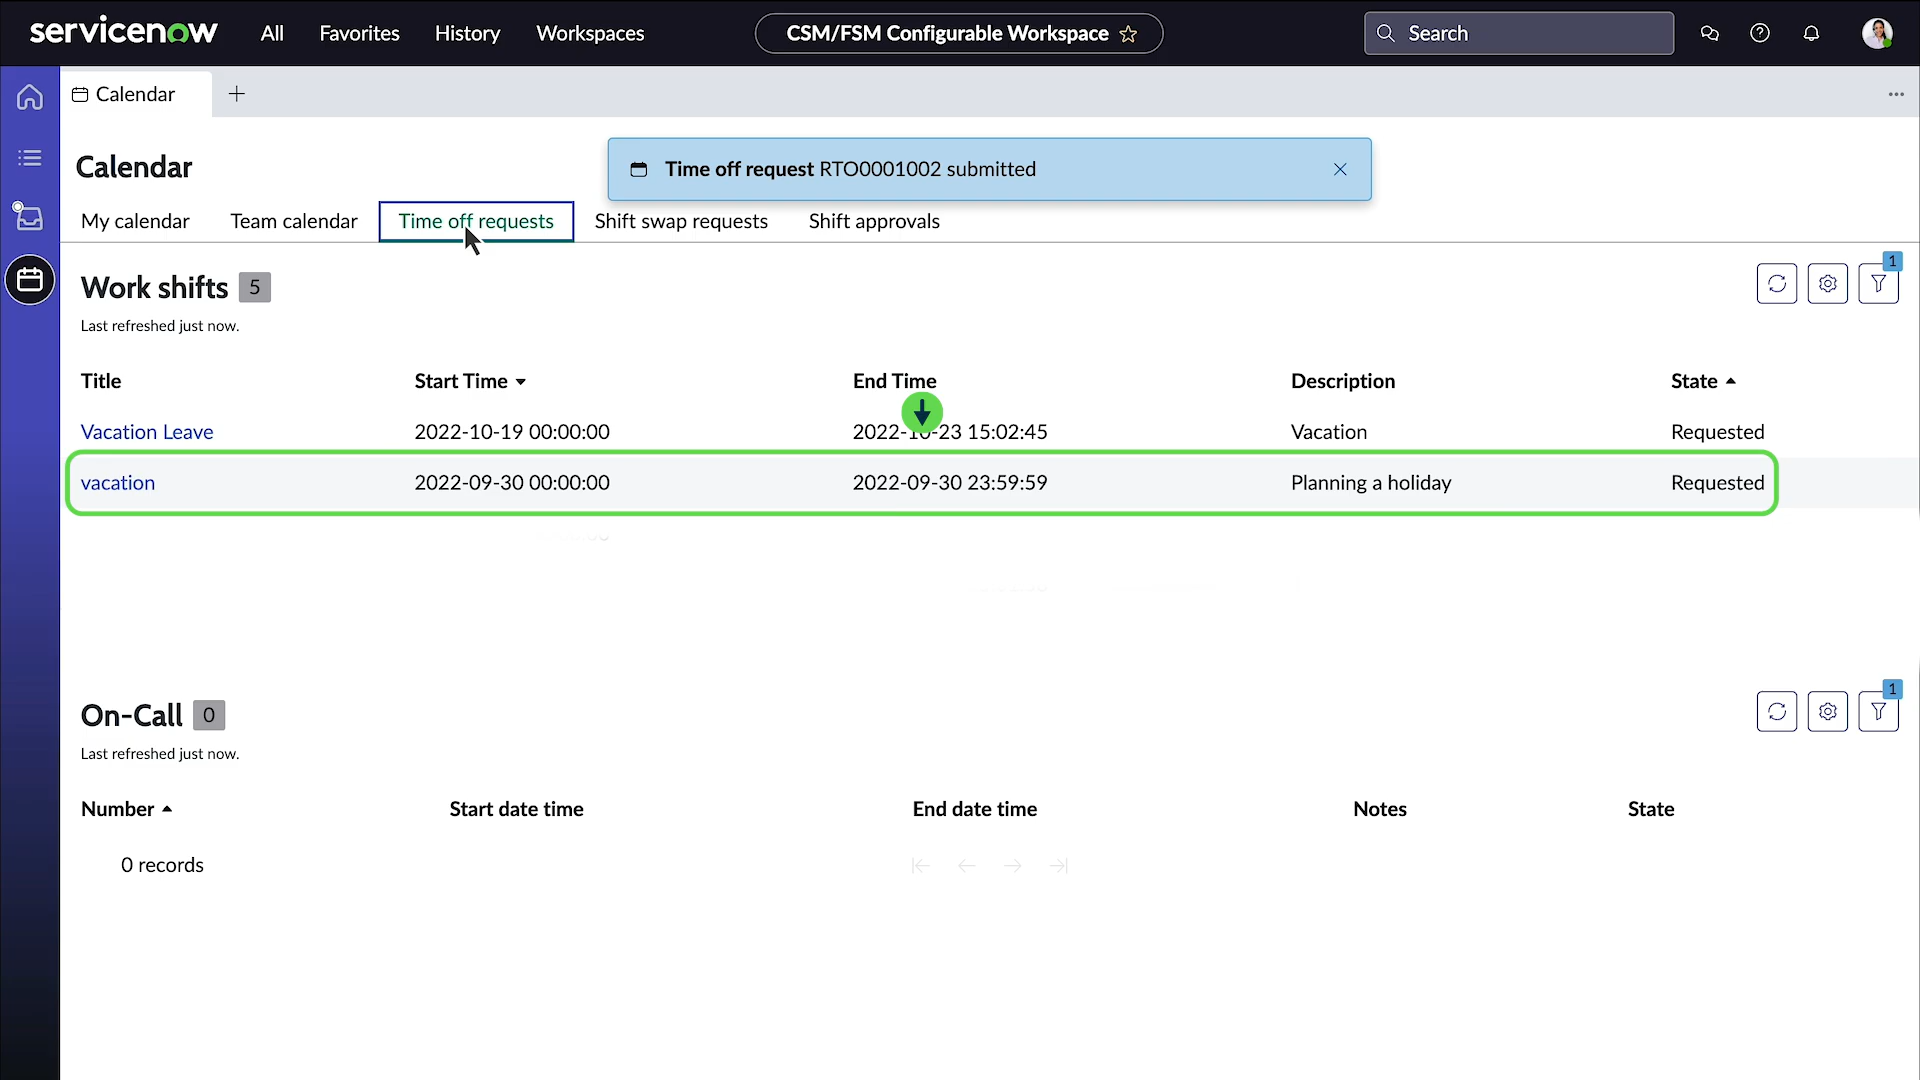 servicenow All Favorites History Workspaces CSM/FSM Configurable Workspace Search
Calendar
Calendar
Time off request RTO0001002 submitted
My calendar Team calendar Time off requests Shift swap requests Shift approvals
Work shifts 5
1
Last refreshed just now.
Title Start Time End Time Description State
Vacation Leave 2022-10-19 00:00:00 2022-10-23 15:02:45 Vacation Requested
vacation 2022-09-30 00:00:00 2022-09-30 23:59:59 Planning a holiday Requested
On-Call 0
1
Last refreshed just now.
Number Start date time End date time Notes State
0 records